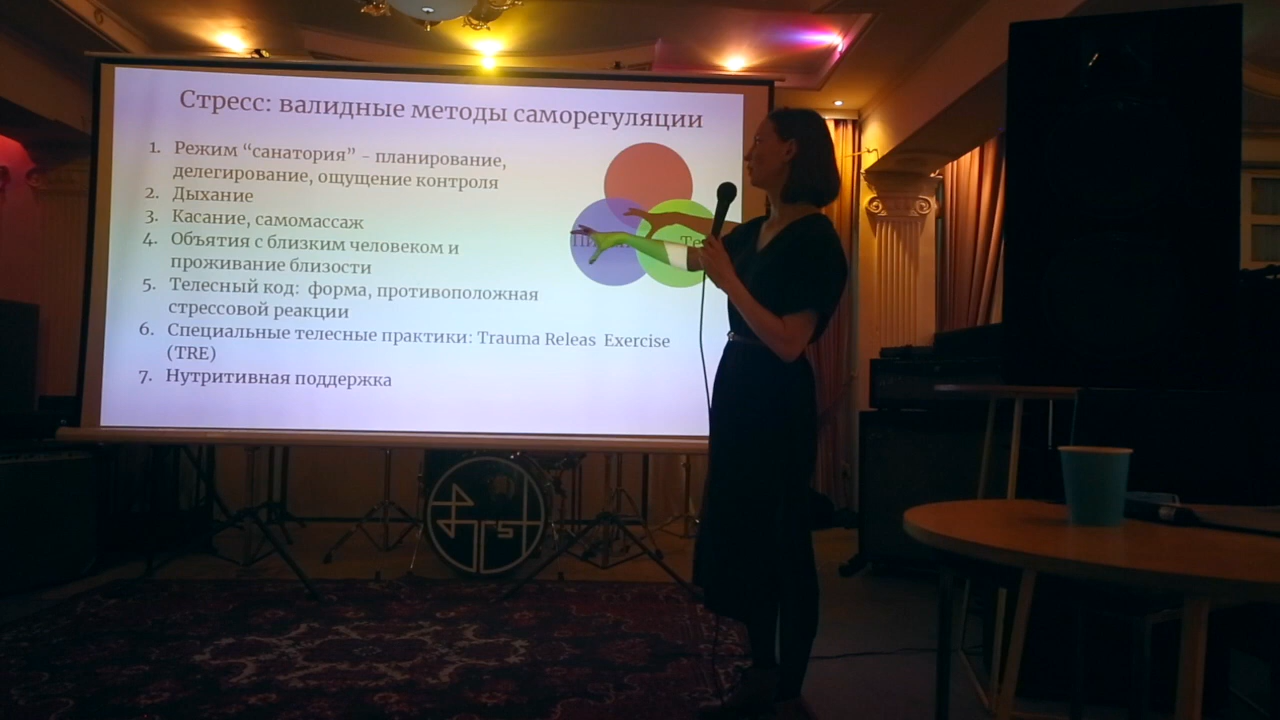 Стресс: валидные методы саморегуляции
1. Режим “санатория” - планирование,
делегирование, ощущение контроля
2. Дыхание
3. Касание, самомассаж
4. Объятия с близким человеком и
проживание близости
5. Телесный код: форма, противоположная
стрессовой реакции
6. Специальные телесные практики: Trauma Releas Exercise
(TRE)
7. Нутритивная поддержка